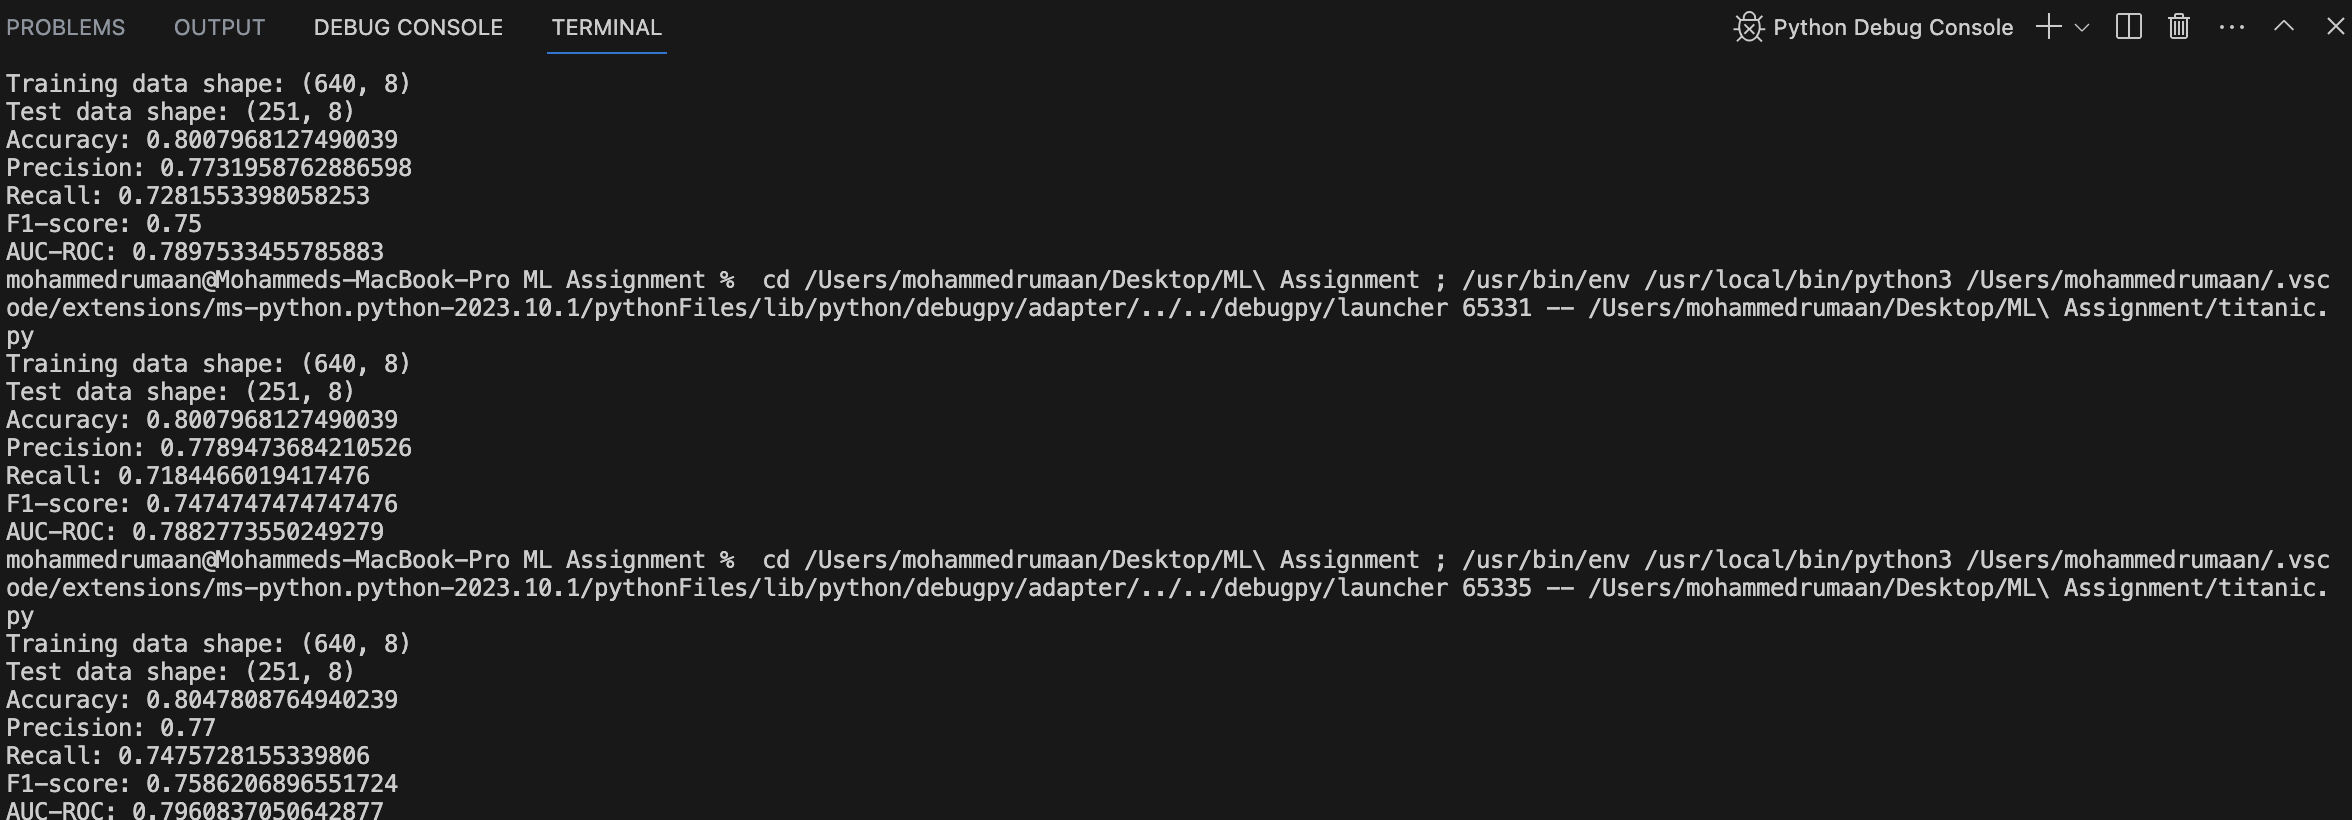 PROBLEMS OUTPUT DEBUG CONSOLE TERMINAL Python Debug Console
Training data shape: (640, 8)
Test data shape: (251, 8)
Accuracy: 0.8007968127490039
Precision: 0.7731958762886598
Recall: 0.7281553398058253
F1-score: 0.75
AUC-ROC: 0.7897533455785883
mohammedrumaan@Mohammeds-MacBook-Pro ML Assignment %  cd /Users/mohammedrumaan/Desktop/ML\ Assignment ; /usr/bin/env /usr/local/bin/python3 /Users/mohammedrumaan/.vsc
ode/extensions/ms-python.python-2023.10.1/pythonFiles/lib/python/debugpy/adapter/../../debugpy/launcher 65331 -- /Users/mohammedrumaan/Desktop/ML\ Assignment/titanic.
py
Training data shape: (640, 8)
Test data shape: (251, 8)
Accuracy: 0.8007968127490039
Precision: 0.7789473684210526
Recall: 0.7184466019417476
F1-score: 0.7474747474747476
AUC-ROC: 0.7882773550249279
mohammedrumaan@Mohammeds-MacBook-Pro ML Assignment %  cd /Users/mohammedrumaan/Desktop/ML\ Assignment ; /usr/bin/env /usr/local/bin/python3 /Users/mohammedrumaan/.vsc
ode/extensions/ms-python.python-2023.10.1/pythonFiles/lib/python/debugpy/adapter/../../debugpy/launcher 65335 -- /Users/mohammedrumaan/Desktop/ML\ Assignment/titanic.
py
Training data shape: (640, 8)
Test data shape: (251, 8)
Accuracy: 0.8047808764940239
Precision: 0.77
Recall: 0.7475728155339806
F1-score: 0.7586206896551724
AUC-ROC: 0.7960837050642877